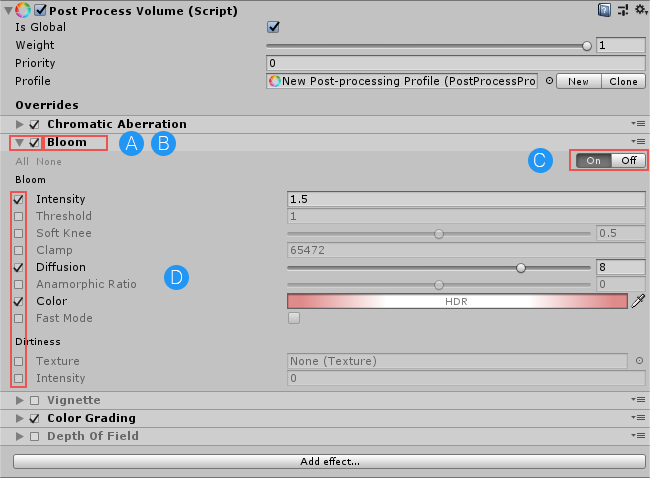 Post Process Volume (Script)
Is Global
Weight 1
Priority 0
Profile New Post-processing Profile (PostProcessPro New Clone
Overrides
Chromatic Aberration
Bloom A B
All None C On Off
Bloom
Intensity 1.5
Threshold 1
Soft Knee 0.5
Clamp 65472
Diffusion 8
D
Anamorphic Ratio 0
Color HDR
Fast Mode
Dirtiness
Texture None (Texture)
Intensity 0
Vignette
Color Grading
Depth Of Field
Add effect...